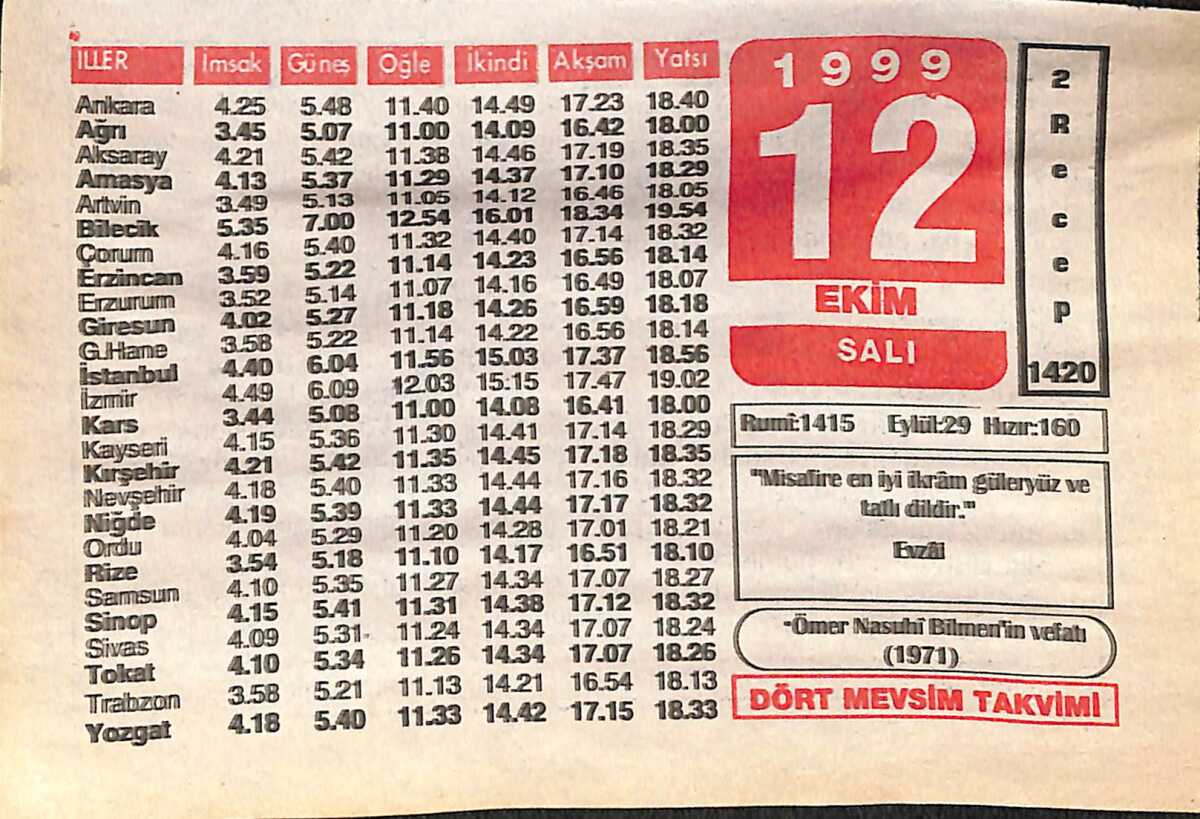 İLLER İmsak Güneş Öğle İkindi Akşam Yatsı
Ankara 4.25 5.48 11.40 14.49 17.23 18.40
Ağrı 3.45 5.07 11.00 14.09 16.42 18.00
Aksaray 4.21 5.42 11.38 14.46 17.19 18.35
Amasya 4.13 5.37 11.29 14.37 17.10 18.29
Artvin 3.49 5.13 11.05 14.12 16.46 18.05
Bilecik 5.35 7.00 12.54 16.01 18.34 19.54
Çorum 4.16 5.40 11.32 14.40 17.14 18.32
Erzincan 3.59 5.22 11.14 14.23 16.56 18.14
Erzurum 3.52 5.14 11.07 14.16 16.49 18.07
Giresun 4.02 5.27 11.18 14.26 16.59 18.18
G.Hane 3.58 5.22 11.14 14.22 16.56 18.14
İstanbul 4.40 6.04 11.56 15.03 17.37 18.56
İzmir 4.49 6.09 12.03 15:15 17.47 19.02
Kars 3.44 5.08 11.00 14.08 16.41 18.00
Kayseri 4.15 5.36 11.30 14.41 17.14 18.29
Kırşehir 4.21 5.42 11.35 14.45 17.18 18.35
Nevşehir 4.18 5.40 11.33 14.44 17.16 18.32
Niğde 4.19 5.39 11.33 14.44 17.17 18.32
Ordu 4.04 5.29 11.20 14.28 17.01 18.21
Rize 3.54 5.18 11.10 14.17 16.51 18.10
Samsun 4.10 5.35 11.27 14.34 17.07 18.27
Sinop 4.15 5.41 11.31 14.38 17.12 18.32
Sivas 4.09 5.31 11.24 14.34 17.07 18.24
Tokat 4.10 5.34 11.26 14.34 17.07 18.26
Trabzon 3.58 5.21 11.13 14.21 16.54 18.13
Yozgat 4.18 5.40 11.33 14.42 17.15 18.33
1999
12
EKİM
SALI
2 Recep 1420
Rumî:1415 Eylül:29 Hızır:160
"Misafire en iyi ikrâm güleryüz ve
tatlı dildir."
Evzâî
-Ömer Nasuhî Bilmen'in vefatı
(1971)
DÖRT MEVSİM TAKVİMİ